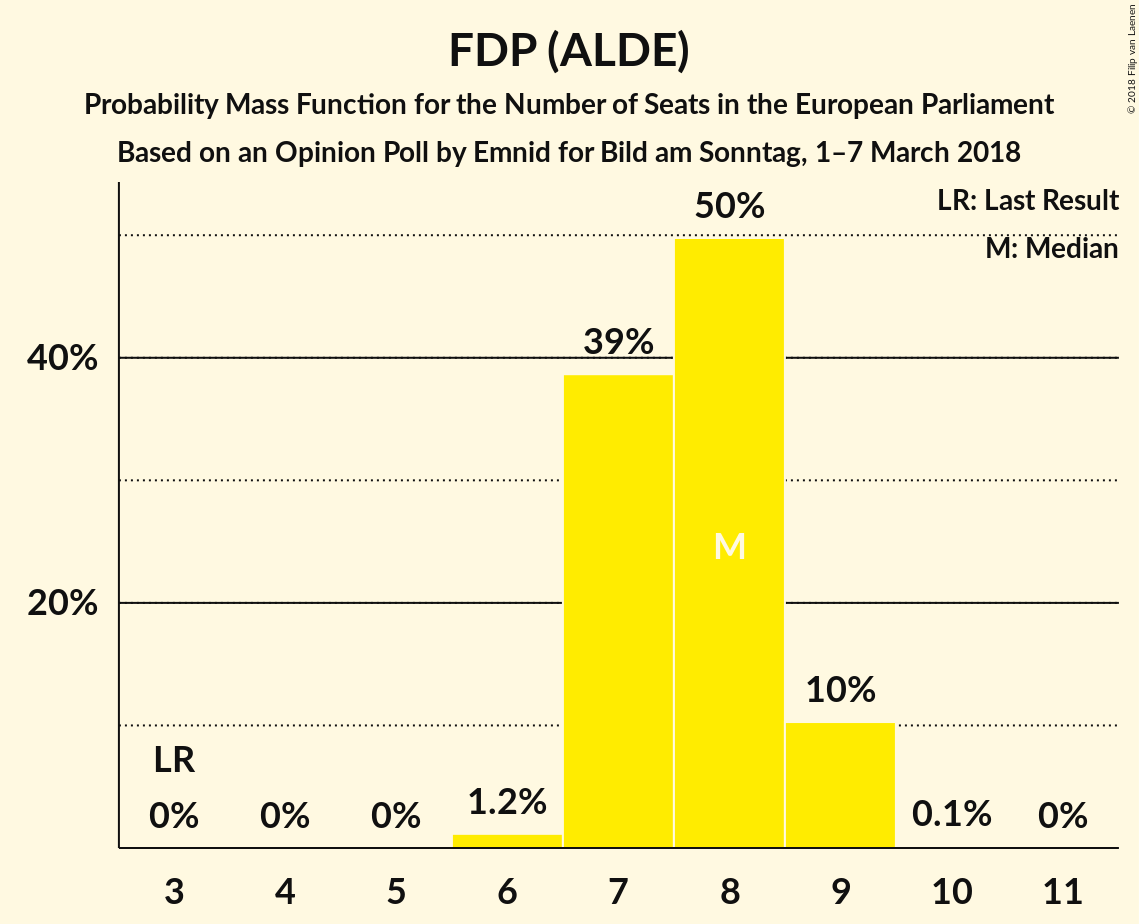 FDP (ALDE)
Probability Mass Function for the Number of Seats in the European Parliament
Based on an Opinion Poll by Emnid for Bild am Sonntag, 1–7 March 2018
© 2018 Filip van Laenen
LR: Last Result
M: Median
50%
39%
40%
M
20%
10%
LR
0%
0%
0%
1.2%
0.1%
0%
3 4 5 6 7 8 9 10 11